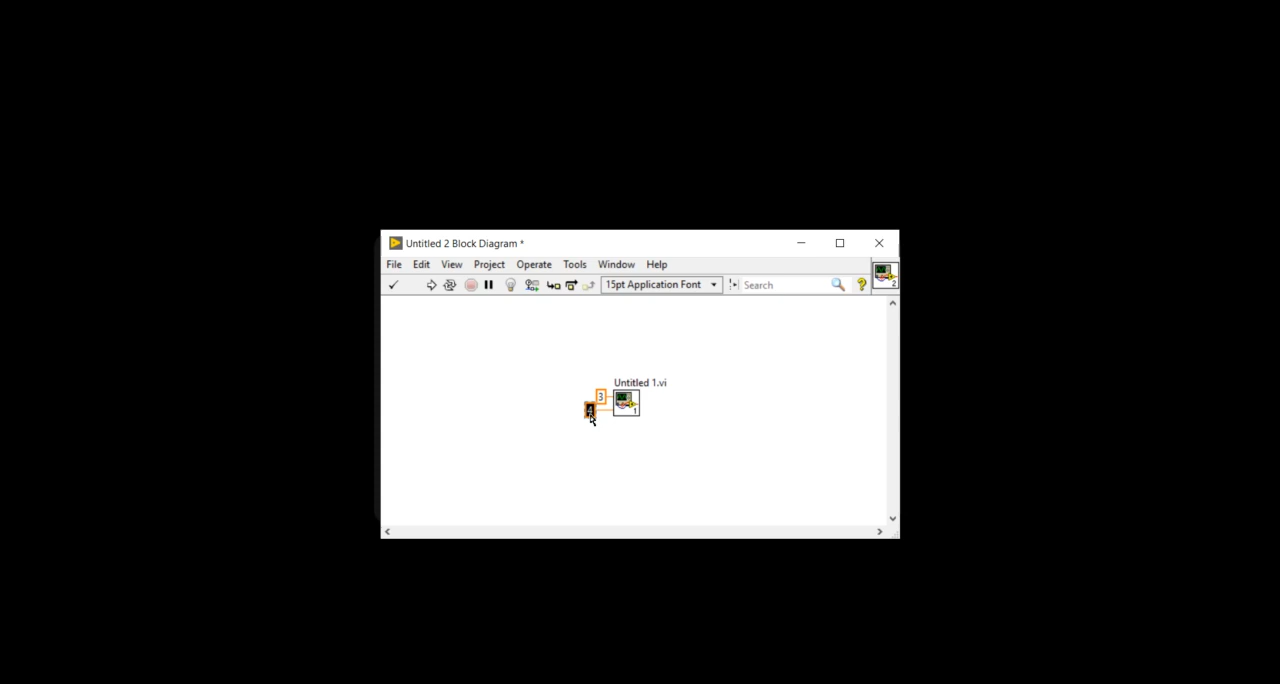 Untitled 2 Block Diagram *
File Edit View Project Operate Tools Window Help
15pt Application Font Search
2
Untitled 1.vi
3
4
1